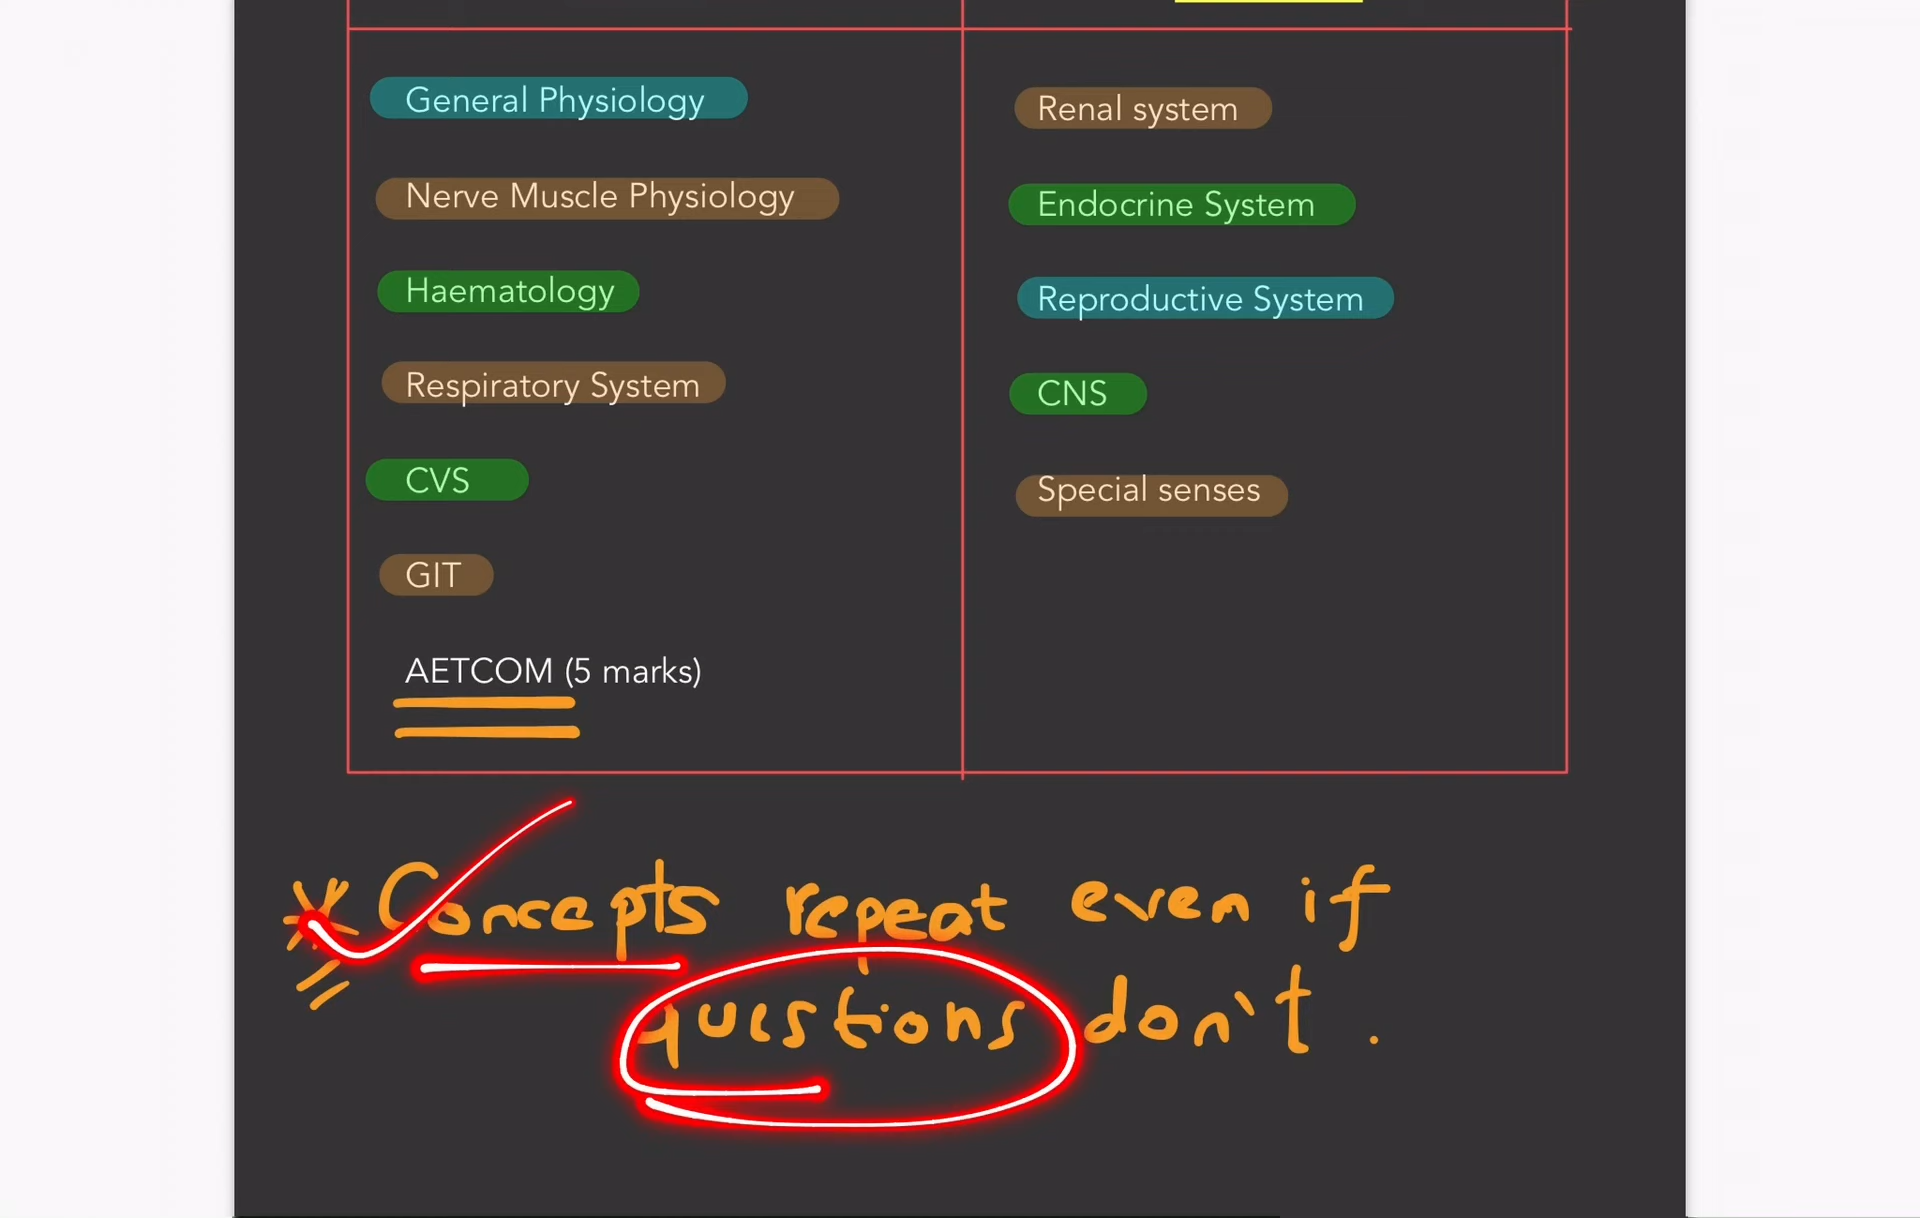 General Physiology
Nerve Muscle Physiology
Haematology
Respiratory System
CVS
GIT
AETCOM (5 marks)
Renal system
Endocrine System
Reproductive System
CNS
Special senses
Concepts repeat even if
questions don't.